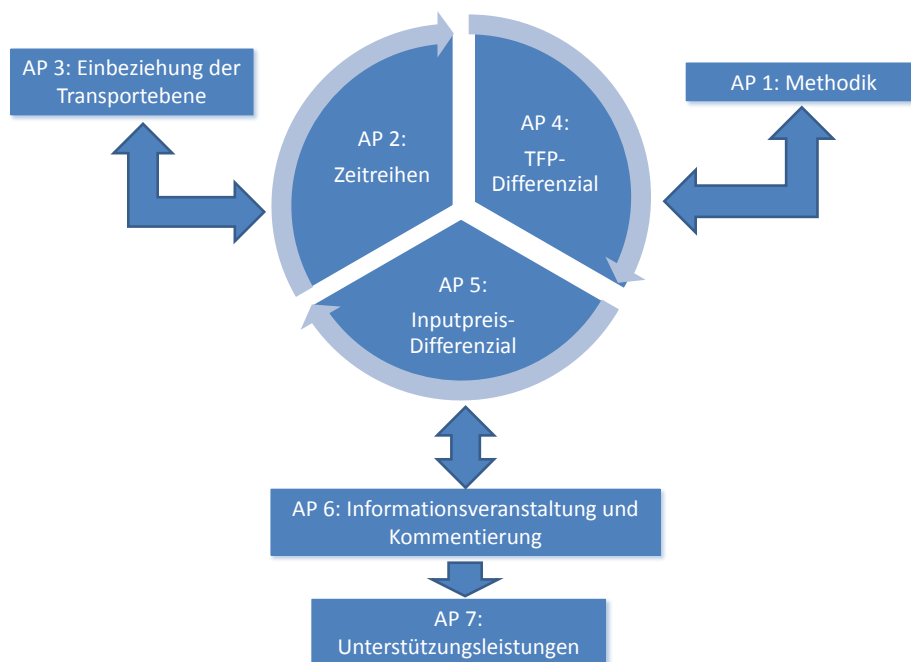 AP 3: Einbeziehung der
Transportebene
AP 1: Methodik
AP 2:
Zeitreihen
AP 4:
TFP-
Differenzial
AP 5:
Inputpreis-
Differenzial
AP 6: Informationsveranstaltung und
Kommentierung
AP 7:
Unterstützungsleistungen